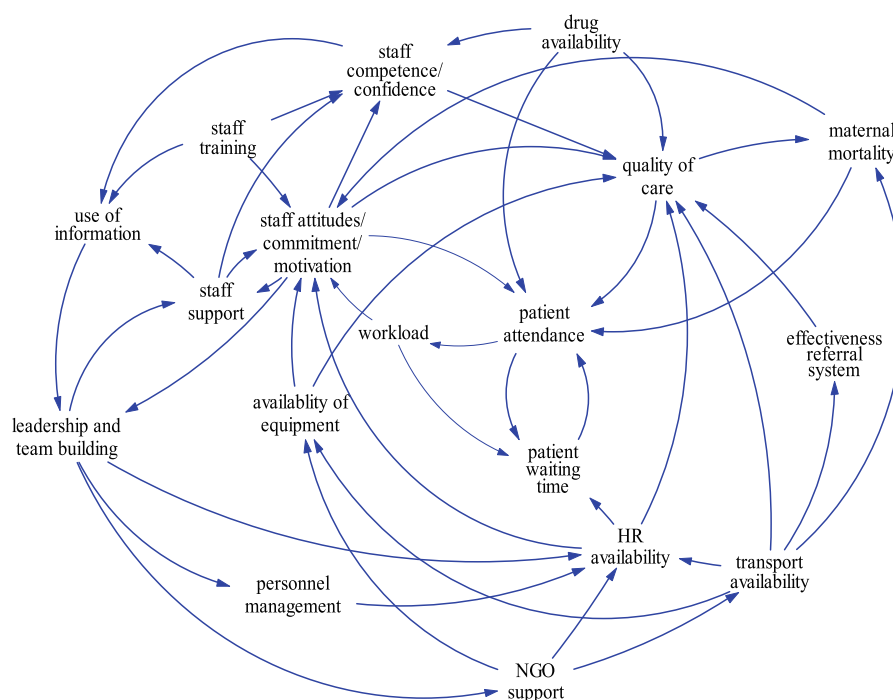 drug
availability
staff
competence/
confidence
staff
training
maternal
mortality
quality of
care
use of
information
staff attitudes/
commitment/
motivation
staff
support
workload
patient
attendance
effectiveness
referral
system
availablity of
equipment
leadership and
team building
patient
waiting
time
HR
availability
transport
availability
personnel
management
NGO
support